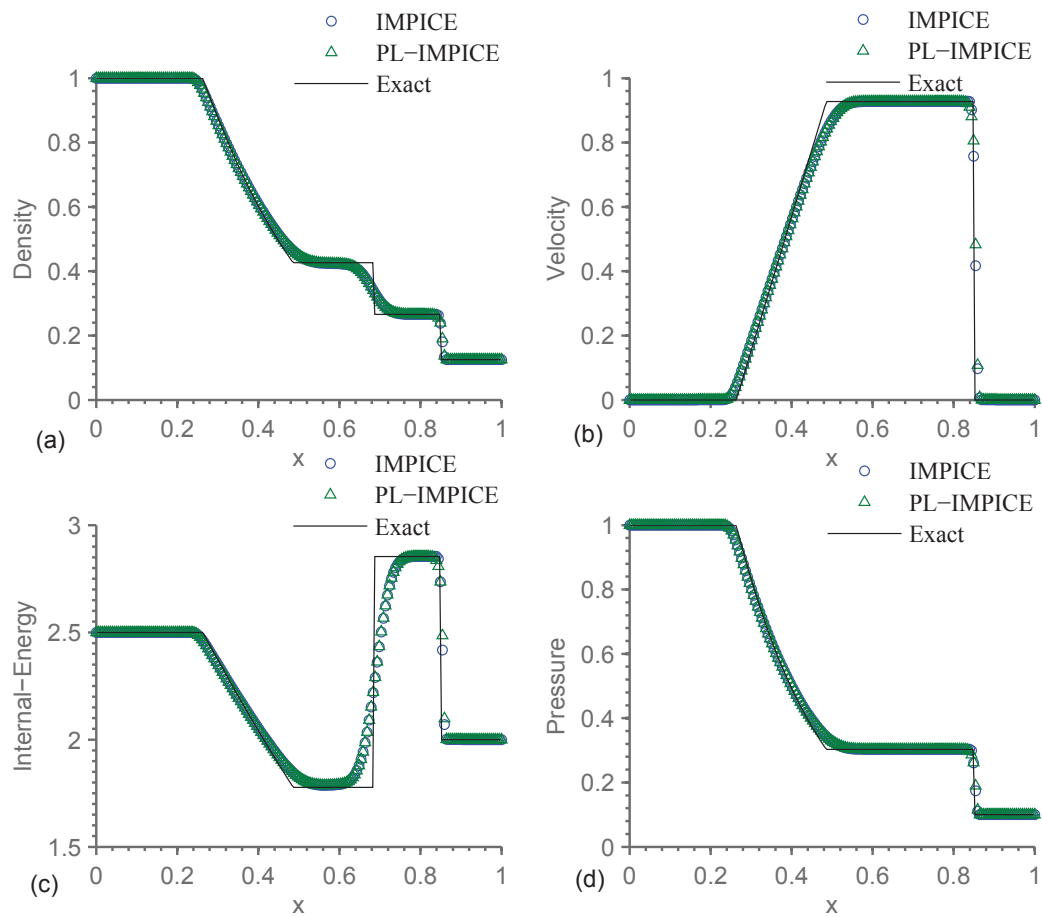 IMPICE
PL−IMPICE
Exact
1
0.8
0.6
0.4
0.2
0
Density
0 0.2 0.4 0.6 0.8 1
x
(a)
IMPICE
PL−IMPICE
Exact
1
0.8
0.6
0.4
0.2
0
Velocity
0 0.2 0.4 0.6 0.8 1
x
(b)
IMPICE
PL−IMPICE
Exact
3
2.5
2
1.5
Internal−Energy
0 0.2 0.4 0.6 0.8 1
x
(c)
IMPICE
PL−IMPICE
Exact
1
0.8
0.6
0.4
0.2
0
Pressure
0 0.2 0.4 0.6 0.8 1
x
(d)